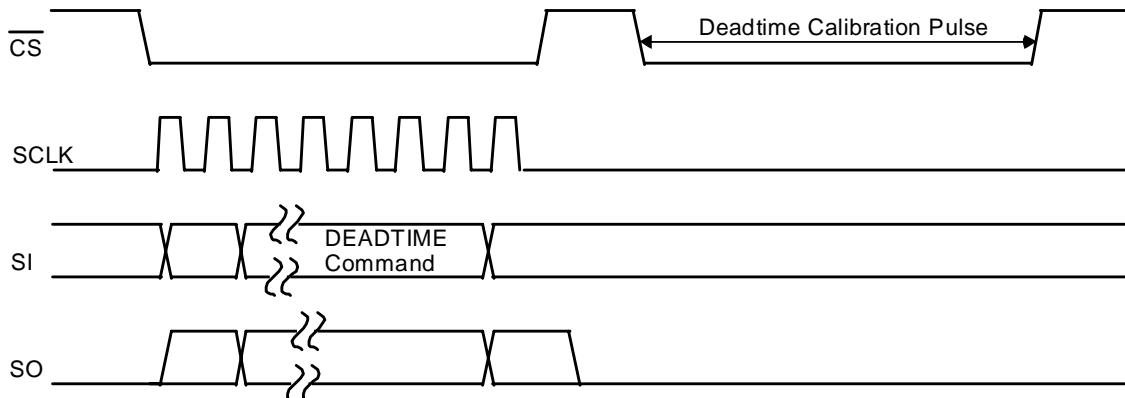 Deadtime Calibration Pulse
CS
SCLK
DEADTIME
SI
Command
SO